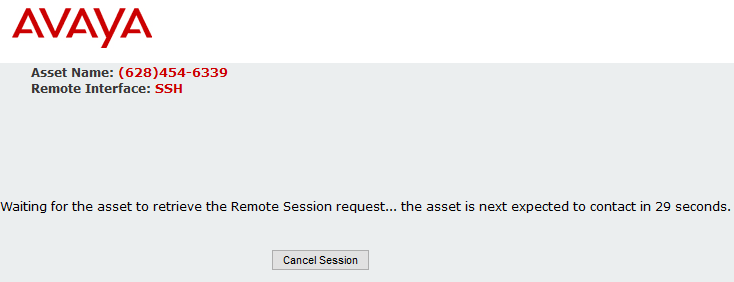 AVAYA
Asset Name: (628)454-6339
Remote Interface: SSH
Waiting for the asset to retrieve the Remote Session request... the asset is next expected to contact in 29 seconds.
Cancel Session